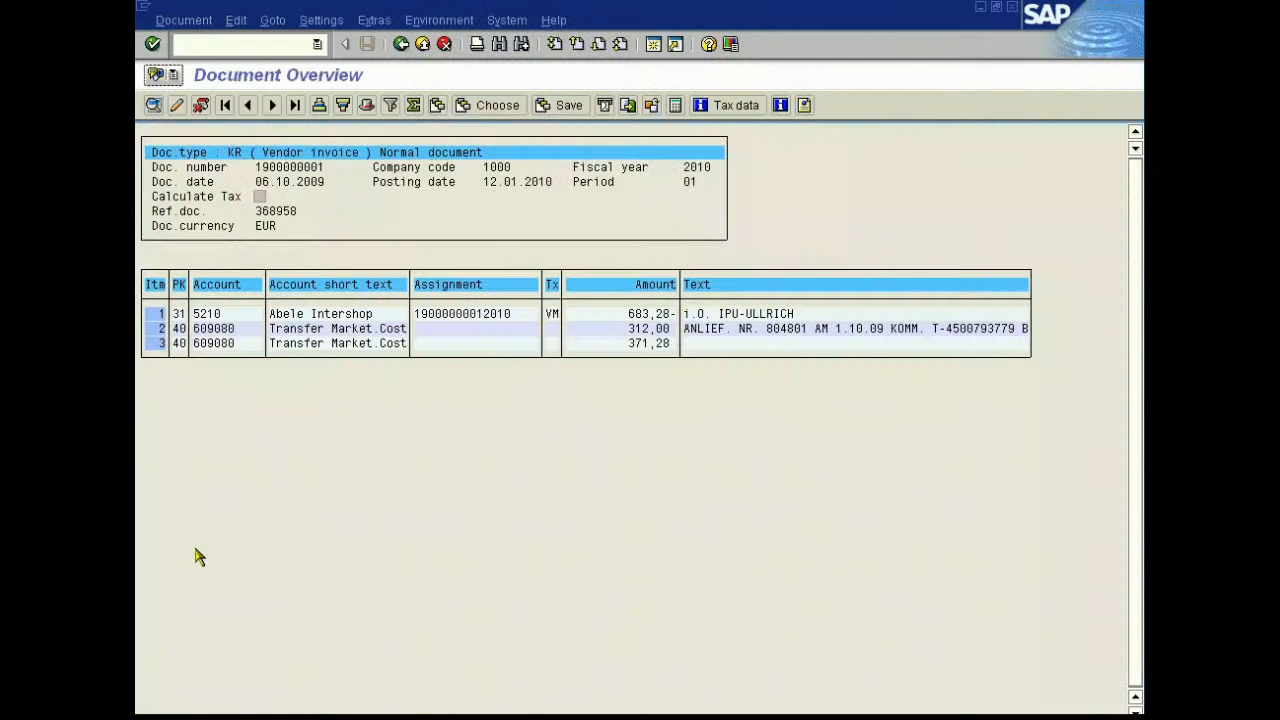 Document Edit Goto Settings Extras Environment System Help
SAP
Document Overview
Choose Save Tax data
Doc.type : KR ( Vendor invoice ) Normal document
Doc. number 1900000001 Company code 1000 Fiscal year 2010
Doc. date 06.10.2009 Posting date 12.01.2010 Period 01
Calculate Tax
Ref.doc. 368958
Doc.currency EUR
Itm PK Account Account short text Assignment Tx Amount Text
1 31 5210 Abele Intershop 19000000012010 VM 683,28- i.O. IPU-ULLRICH
2 40 609080 Transfer Market.Cost 312,00 ANLIEF. NR. 804801 AM 1.10.09 KOMM. T-4500793779 B
3 40 609080 Transfer Market.Cost 371,28